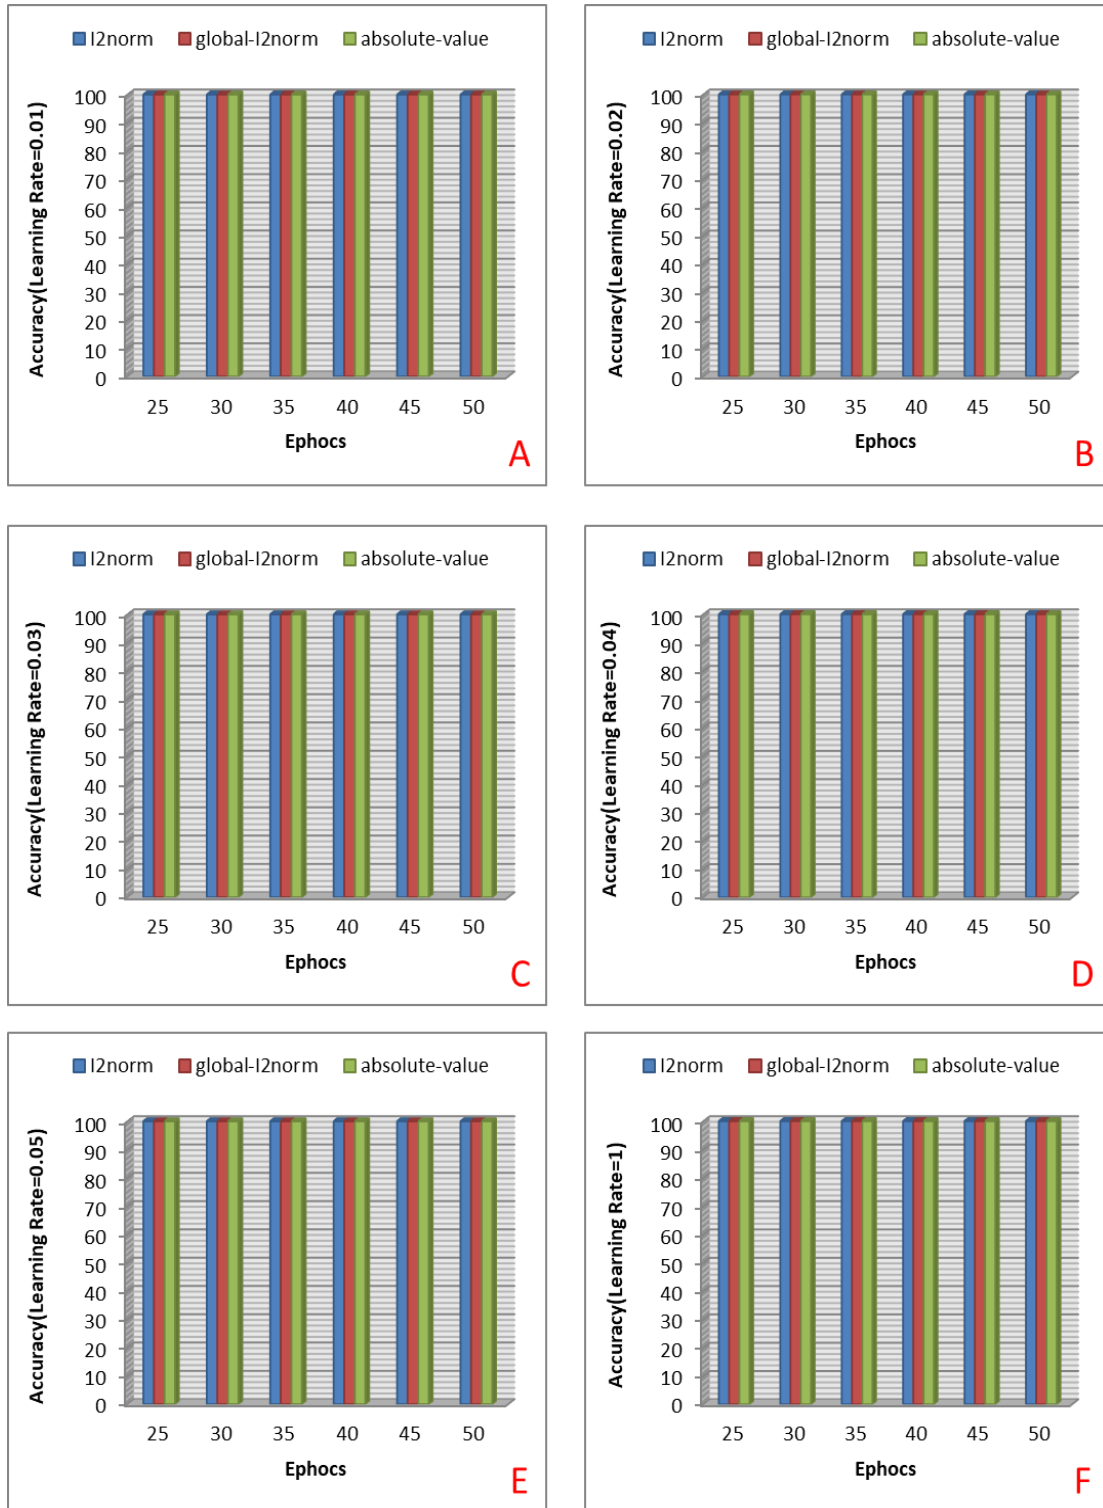 l2norm global-l2norm absolute-value
Accuracy(Learning Rate=0.01)
100
90
80
70
60
50
40
30
20
10
0
25 30 35 40 45 50
Ephocs
A
l2norm global-l2norm absolute-value
Accuracy(Learning Rate=0.02)
100
90
80
70
60
50
40
30
20
10
0
25 30 35 40 45 50
Ephocs
B
l2norm global-l2norm absolute-value
Accuracy(Learning Rate=0.03)
100
90
80
70
60
50
40
30
20
10
0
25 30 35 40 45 50
Ephocs
C
l2norm global-l2norm absolute-value
Accuracy(Learning Rate=0.04)
100
90
80
70
60
50
40
30
20
10
0
25 30 35 40 45 50
Ephocs
D
l2norm global-l2norm absolute-value
Accuracy(Learning Rate=0.05)
100
90
80
70
60
50
40
30
20
10
0
25 30 35 40 45 50
Ephocs
E
l2norm global-l2norm absolute-value
Accuracy(Learning Rate=1)
100
90
80
70
60
50
40
30
20
10
0
25 30 35 40 45 50
Ephocs
F